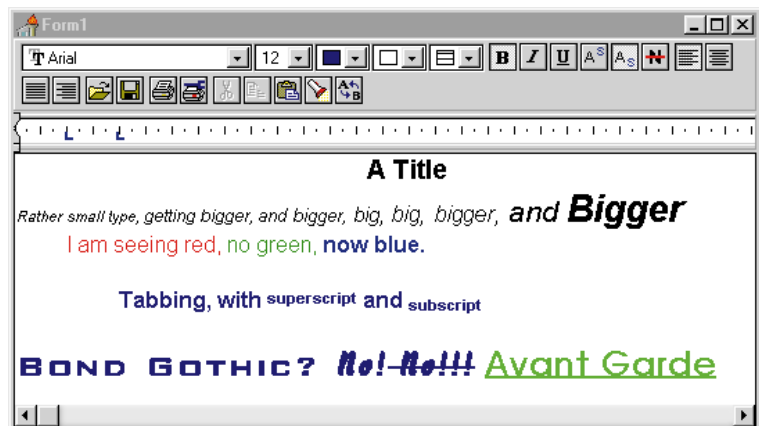 Form1
Arial 12 B I U A S A S N
A B
A Title
Rather small type, getting bigger, and bigger, big, big, bigger, and Bigger
I am seeing red, no green, now blue.
Tabbing, with superscript and subscript
Bond Gothic? No! No!!! Avant Garde